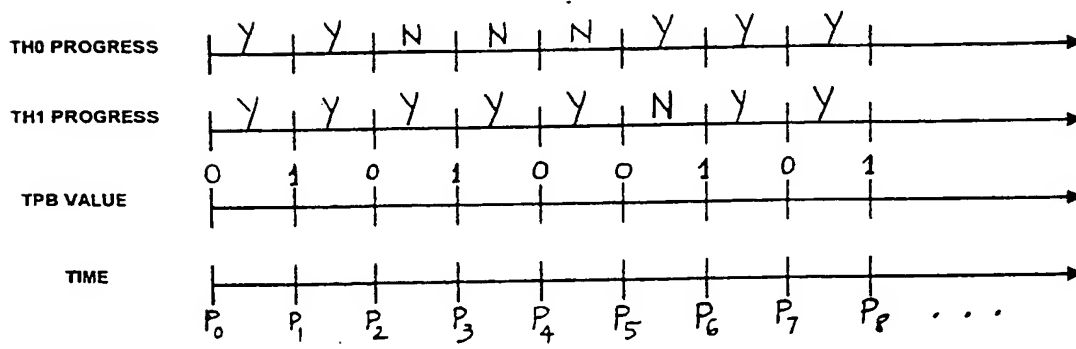 TH0 PROGRESS Y Y N N N Y Y Y
TH1 PROGRESS Y Y Y Y Y N Y Y
0 1 0 1 0 0 1 0 1
TPB VALUE
TIME
P0 P1 P2 P3 P4 P5 P6 P7 P8 . . .